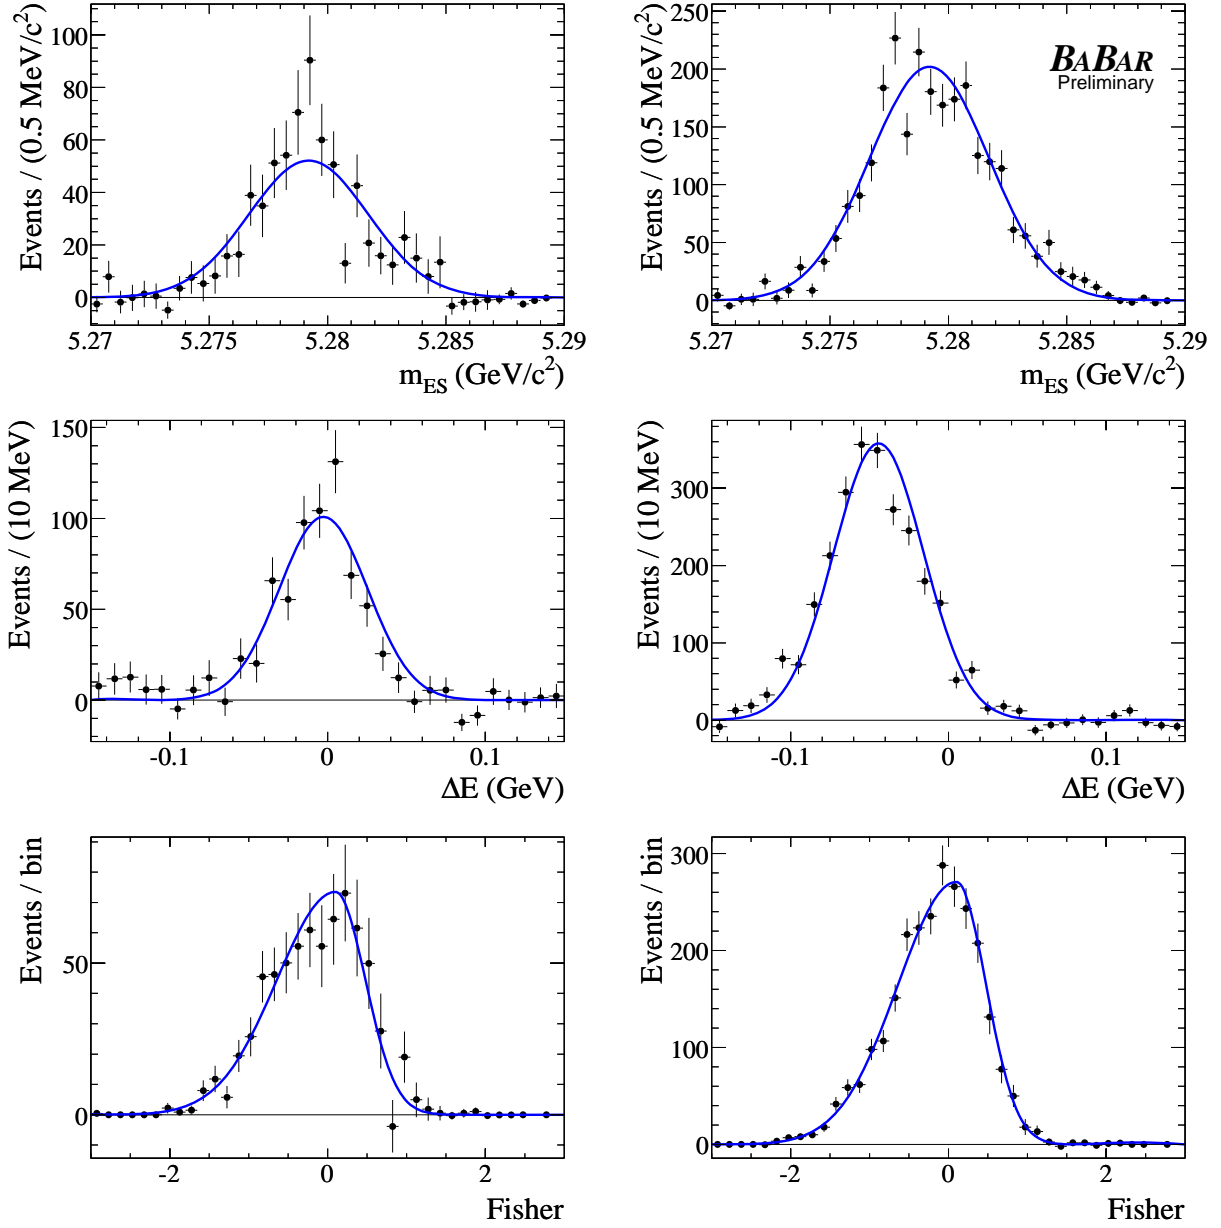 Events / (0.5 MeV/c²)
100
80
60
40
20
0
5.27 5.275 5.28 5.285 5.29
m_ES (GeV/c²)
Events / (0.5 MeV/c²)
250
200
150
100
50
0
BABAR
Preliminary
5.27 5.275 5.28 5.285 5.29
m_ES (GeV/c²)
Events / (10 MeV)
150
100
50
0
-0.1 0 0.1
ΔE (GeV)
Events / (10 MeV)
300
200
100
0
-0.1 0 0.1
ΔE (GeV)
Events / bin
50
0
-2 0 2
Fisher
Events / bin
300
200
100
0
-2 0 2
Fisher